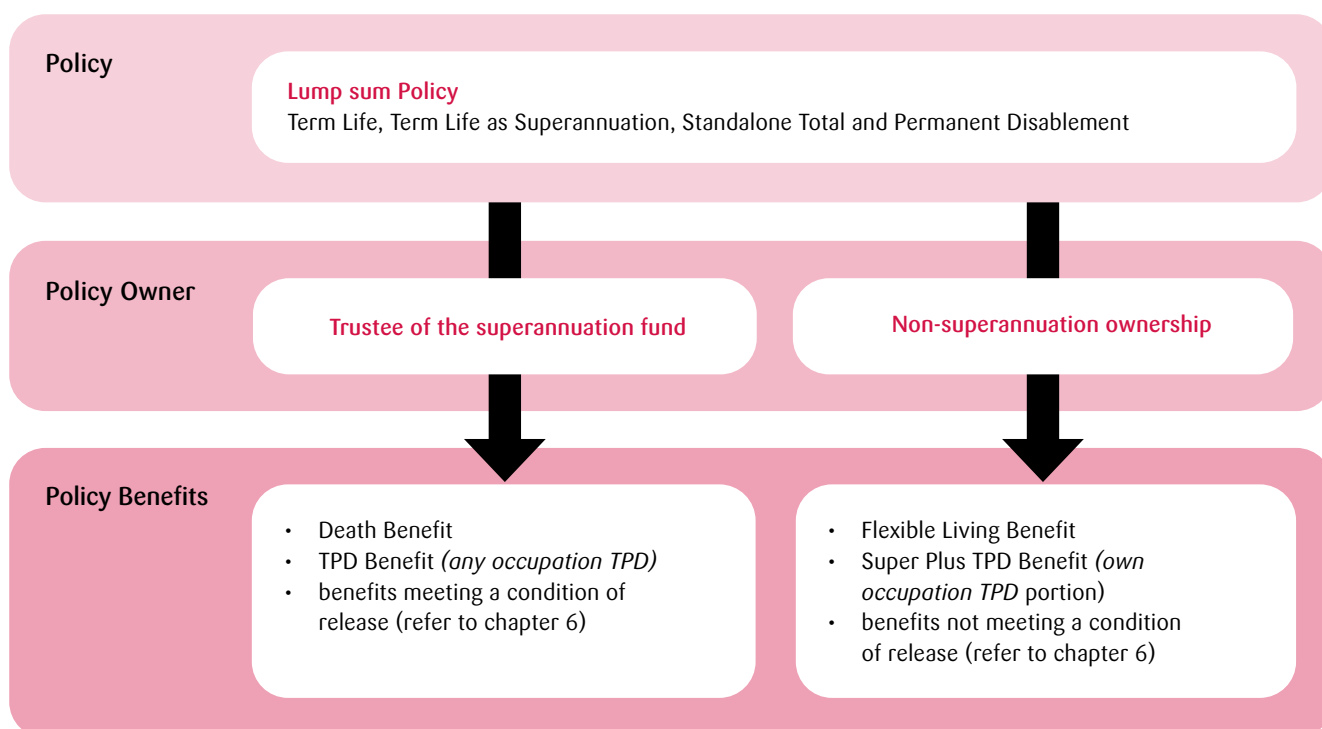 Policy
Lump sum Policy
Term Life, Term Life as Superannuation, Standalone Total and Permanent Disablement
Policy Owner
Trustee of the superannuation fund
Non-superannuation ownership
Policy Benefits
• Death Benefit
• TPD Benefit (any occupation TPD)
• benefits meeting a condition of
release (refer to chapter 6)
• Flexible Living Benefit
• Super Plus TPD Benefit (own
occupation TPD portion)
• benefits not meeting a condition
of release (refer to chapter 6)